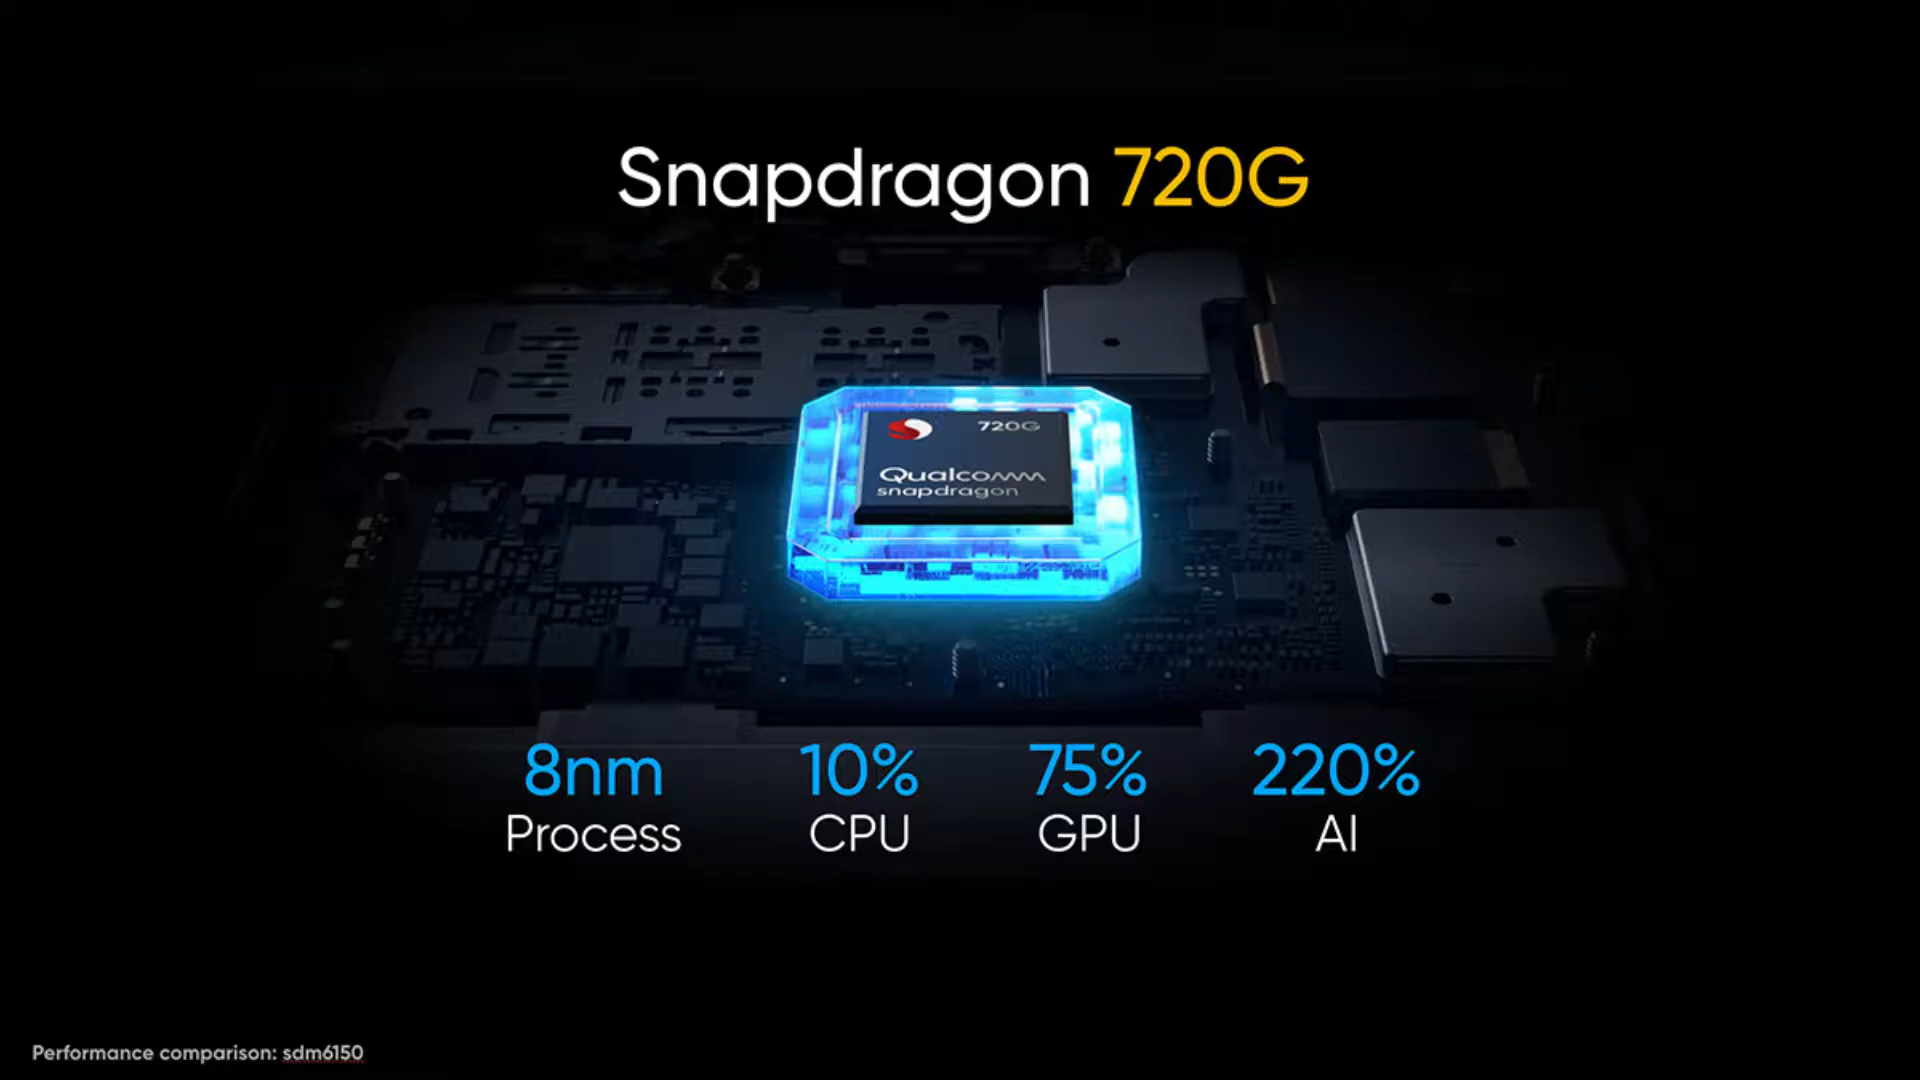 Snapdragon 720G
720G
Qualcomm
snapdragon
8nm 10% 75% 220%
Process CPU GPU AI
Performance comparison: sdm6150